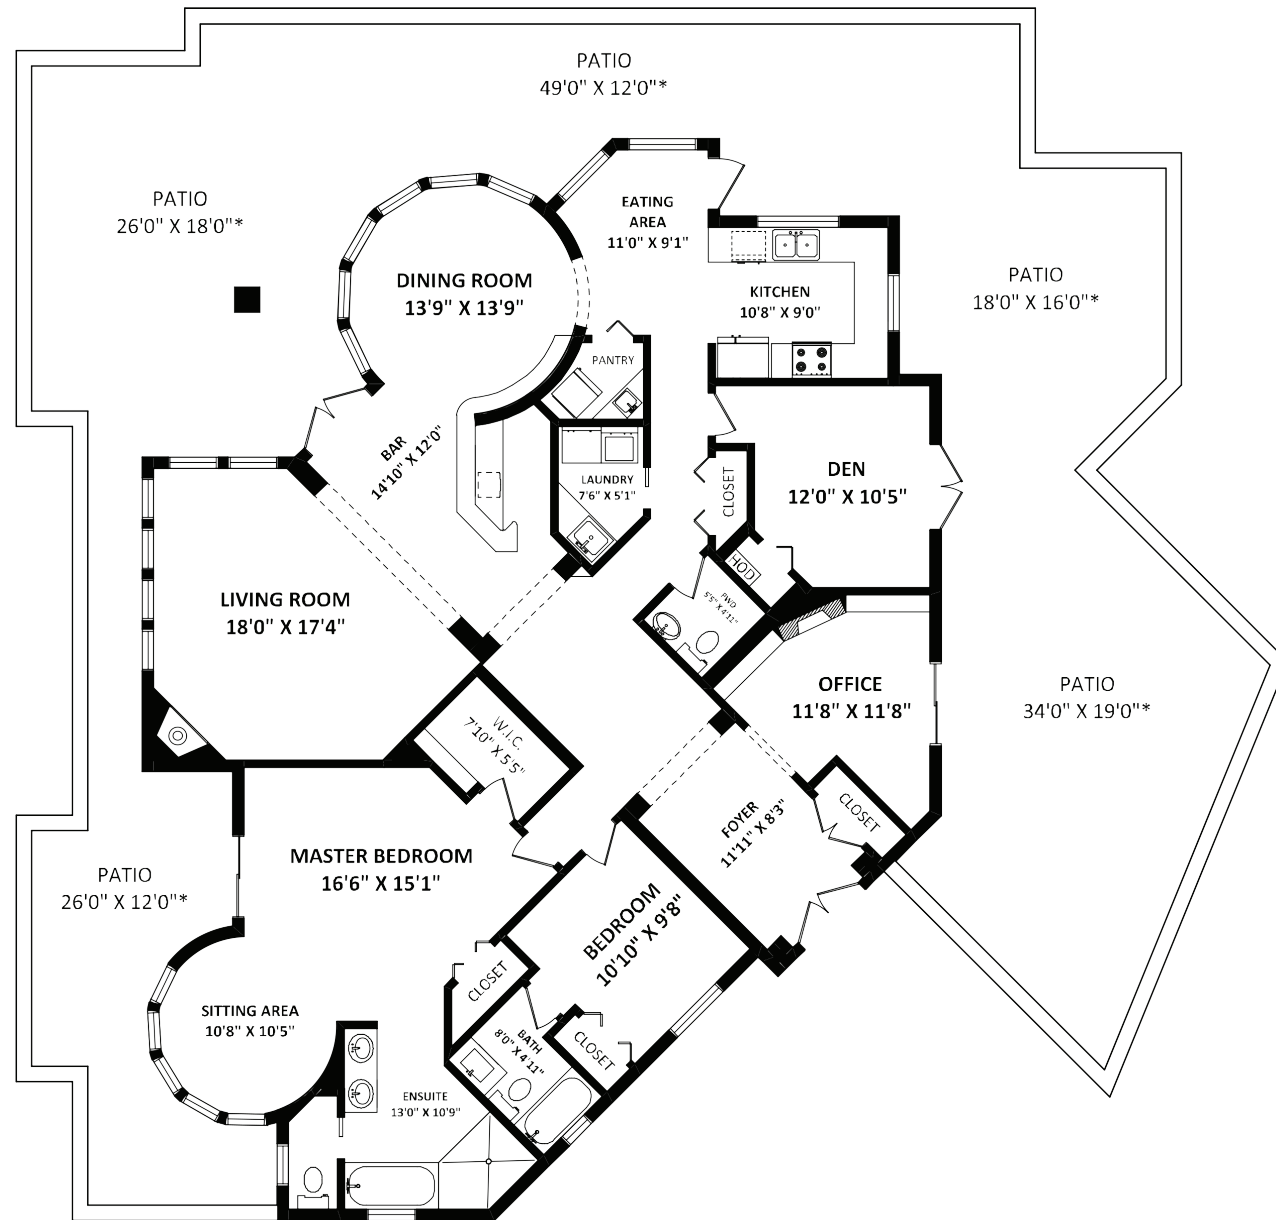 PATIO
49'0" X 12'0"*
PATIO
26'0" X 18'0"*
EATING
AREA
11'0" X 9'1"
DINING ROOM
13'9" X 13'9"
KITCHEN
10'8" X 9'0"
PATIO
18'0" X 16'0"*
PANTRY
BAR
14'10" X 12'0"
LAUNDRY
7'6" X 5'1"
CLOSET
DEN
12'0" X 10'5"
HOD
PWD
5'5" X 4'11"
LIVING ROOM
18'0" X 17'4"
OFFICE
11'8" X 11'8"
PATIO
34'0" X 19'0"*
W.I.C.
7'10" X 5'5"
FOYER
11'11" X 8'3"
CLOSET
MASTER BEDROOM
16'6" X 15'1"
PATIO
26'0" X 12'0"*
BEDROOM
10'10" X 9'8"
CLOSET
SITTING AREA
10'8" X 10'5"
BATH
8'0" X 4'11"
CLOSET
ENSUITE
13'0" X 10'9"